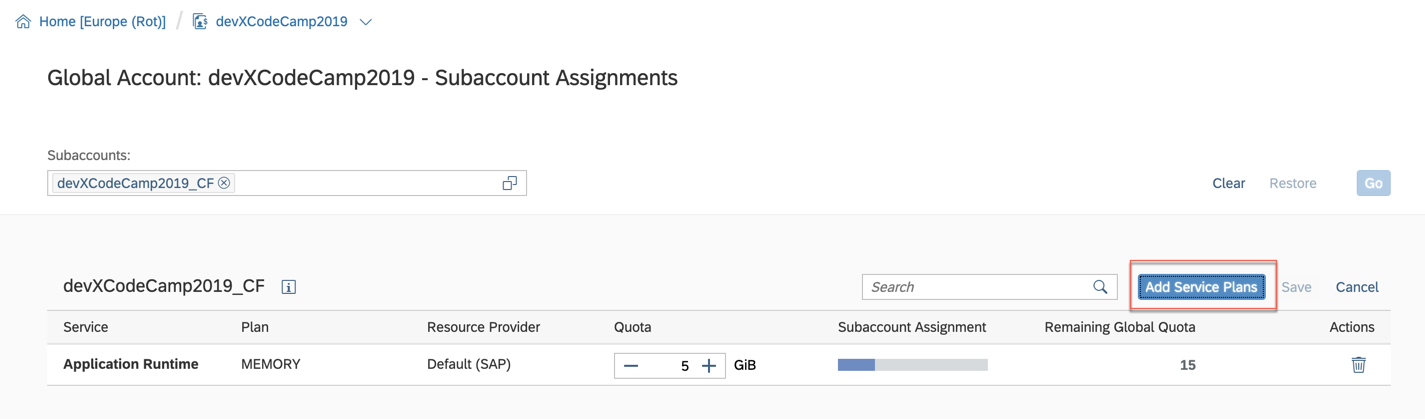 Home [Europe (Rot)] / devXCodeCamp2019
Global Account: devXCodeCamp2019 - Subaccount Assignments
Subaccounts:
devXCodeCamp2019_CF
Clear Restore Go
devXCodeCamp2019_CF Search Add Service Plans Save Cancel
Service Plan Resource Provider Quota Subaccount Assignment Remaining Global Quota Actions
Application Runtime MEMORY Default (SAP) 5 GiB 15